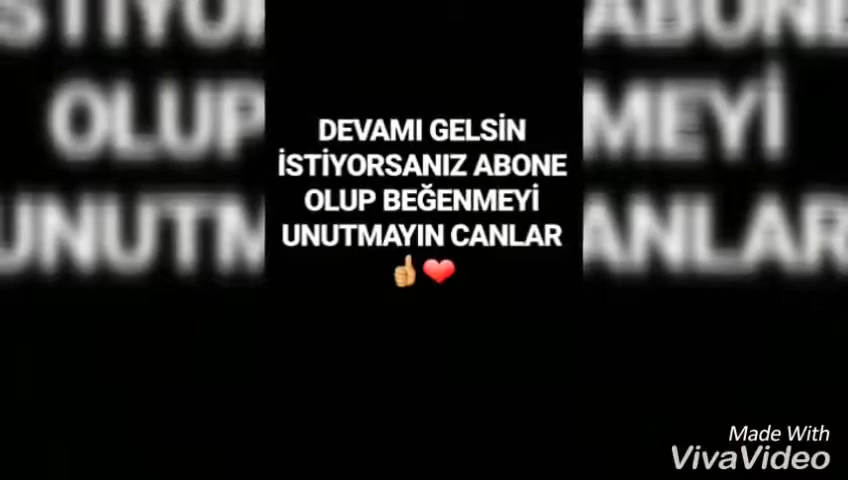 DEVAMI GELSİN
İSTİYORSANIZ ABONE
OLUP BEĞENMEYİ
UNUTMAYIN CANLAR
👍❤
Made With
VivaVideo